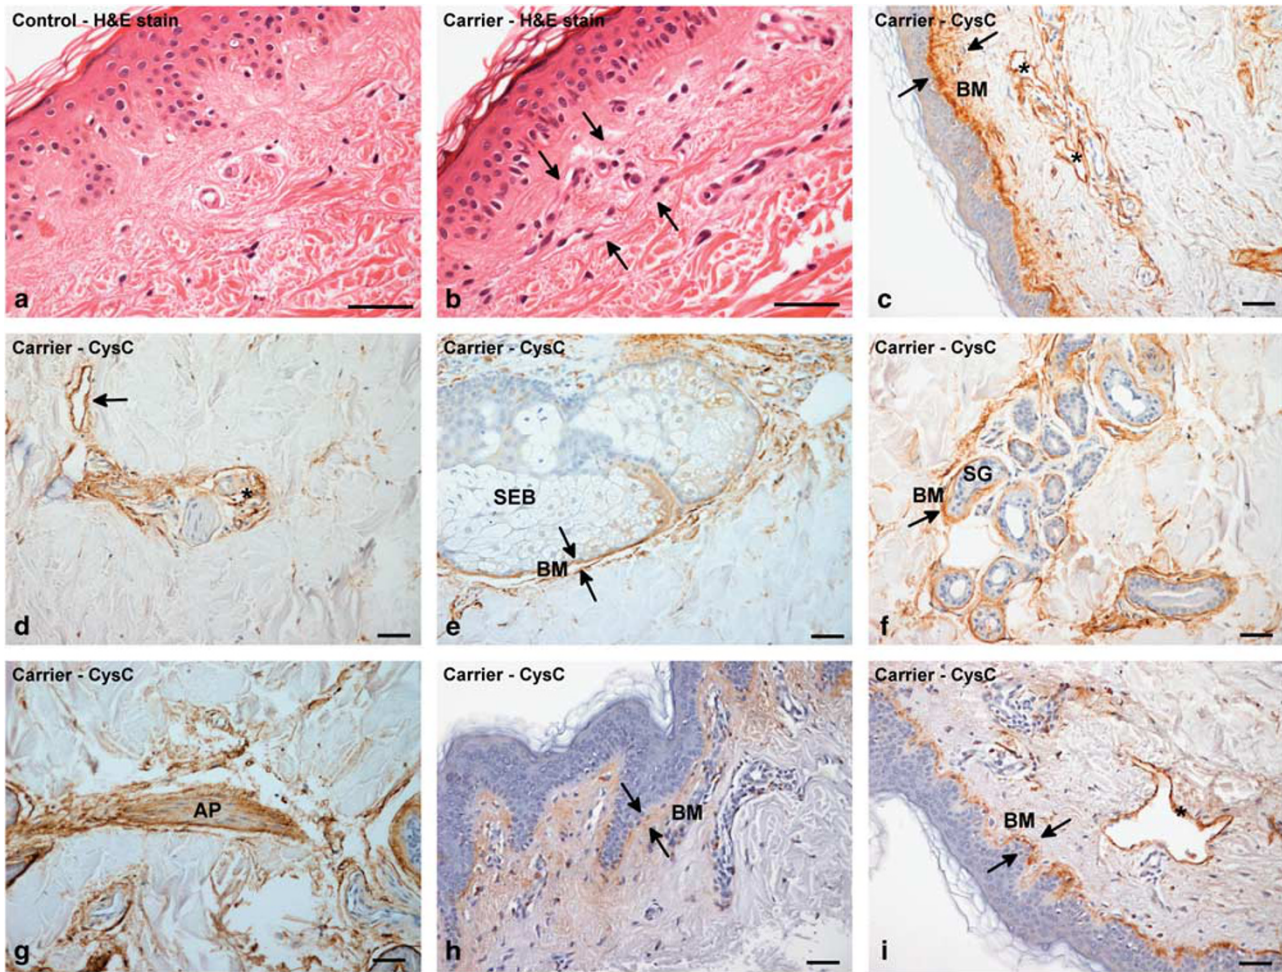 Control - H&E stain
a
Carrier - H&E stain
b
Carrier - CysC
*
BM
*
c
Carrier - CysC
*
d
Carrier - CysC
SEB
BM
e
Carrier - CysC
SG
BM
f
Carrier - CysC
AP
g
Carrier - CysC
BM
h
Carrier - CysC
*
BM
i